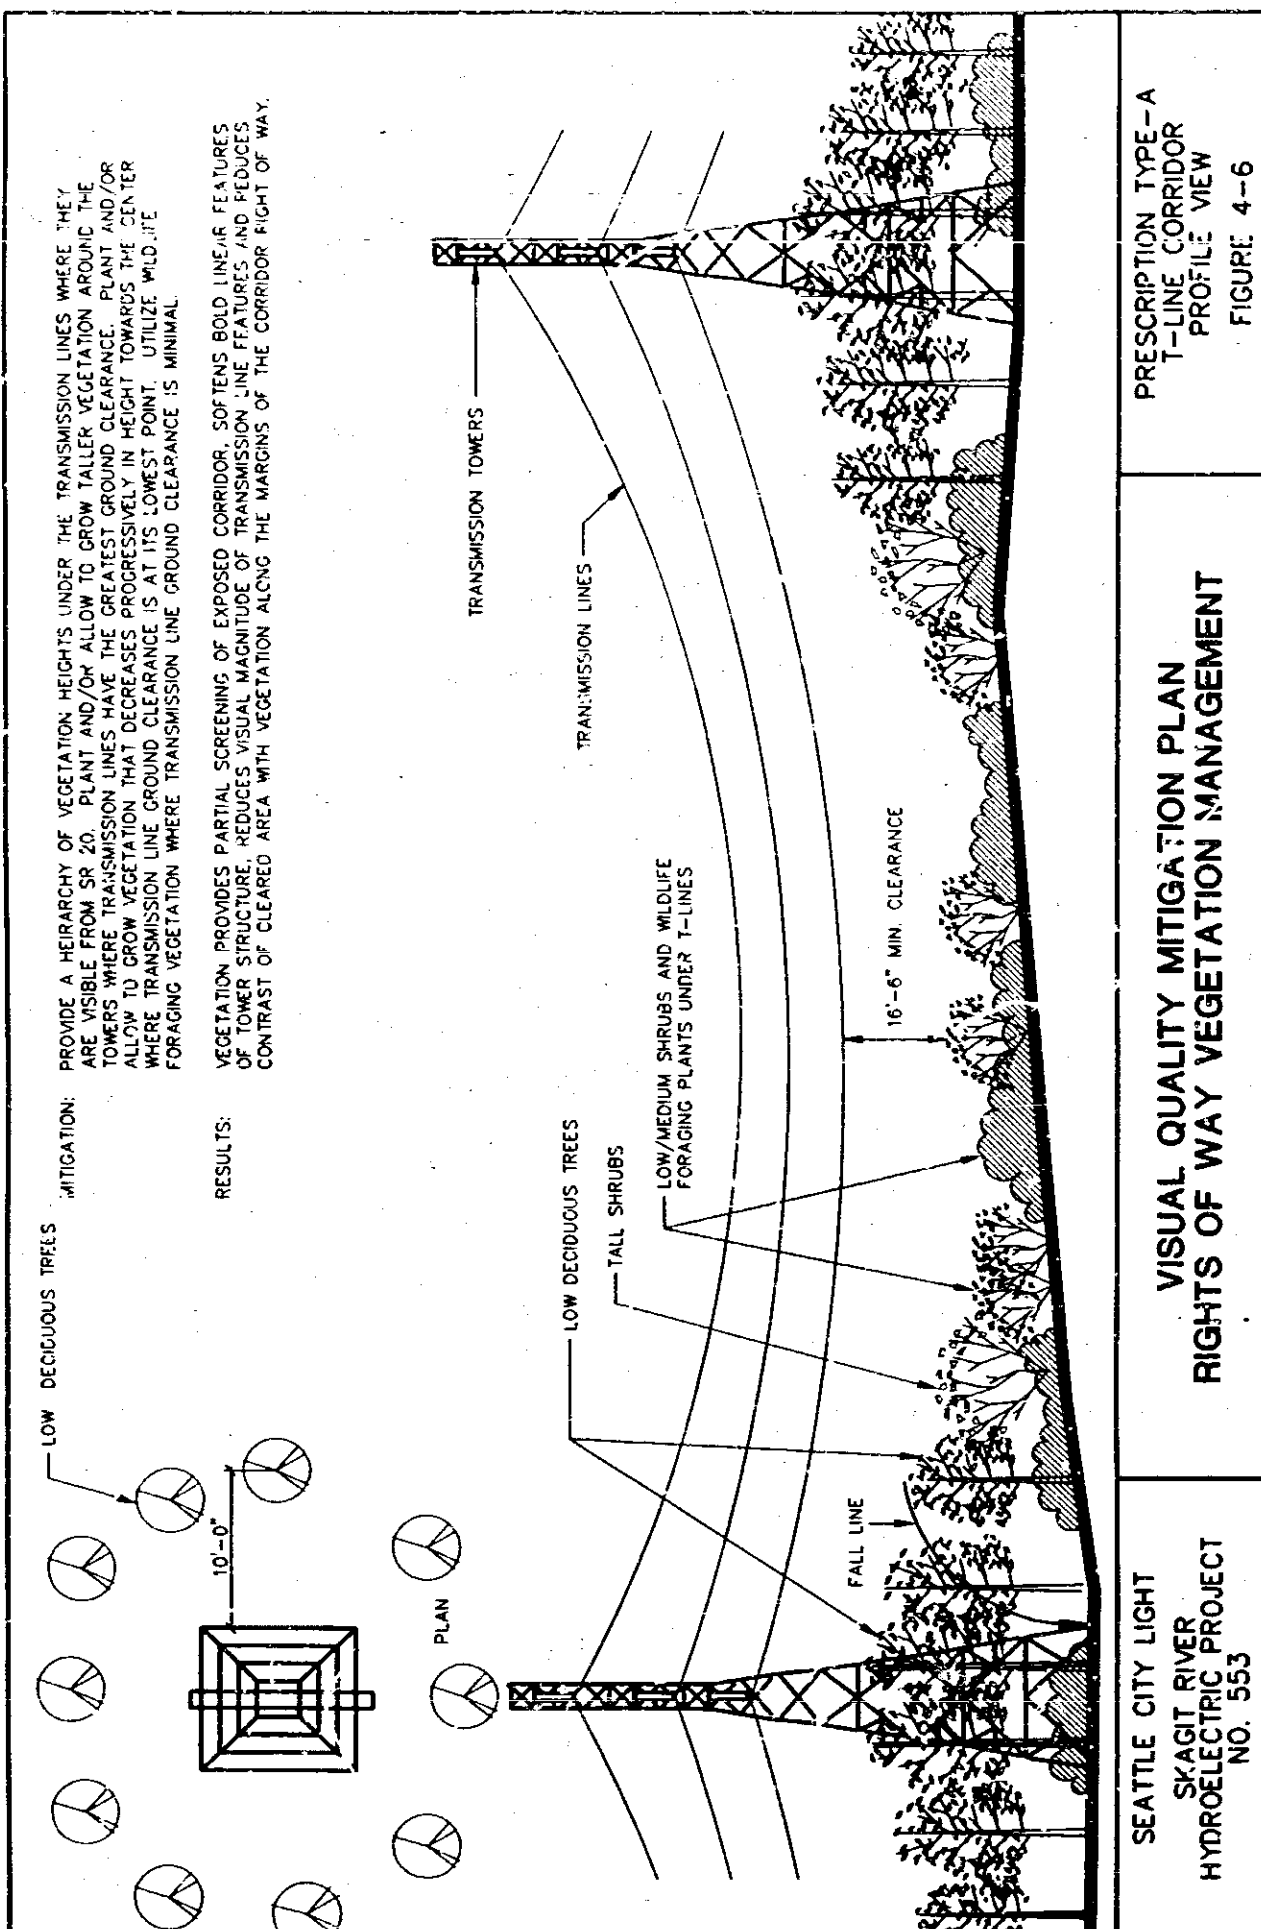 LOW DECIDUOUS TREES
MITIGATION:
PROVIDE A HEIRARCHY OF VEGETATION HEIGHTS UNDER THE TRANSMISSION LINES WHERE THEY
ARE VISIBLE FROM SR 20. PLANT AND/OR ALLOW TO GROW TALLER VEGETATION AROUND THE
TOWERS WHERE TRANSMISSION LINES HAVE THE GREATEST GROUND CLEARANCE. PLANT AND/OR
ALLOW TO GROW VEGETATION THAT DECREASES PROGRESSIVELY IN HEIGHT TOWARDS THE CENTER
WHERE TRANSMISSION LINE GROUND CLEARANCE IS AT ITS LOWEST POINT. UTILIZE WILDLIFE
FORAGING VEGETATION WHERE TRANSMISSION LINE GROUND CLEARANCE IS MINIMAL.
RESULTS:
VEGETATION PROVIDES PARTIAL SCREENING OF EXPOSED CORRIDOR, SOFTENS BOLD LINEAR FEATURES
OF TOWER STRUCTURE, REDUCES VISUAL MAGNITUDE OF TRANSMISSION LINE FEATURES AND REDUCES
CONTRAST OF CLEARED AREA WITH VEGETATION ALONG THE MARGINS OF THE CORRIDOR RIGHT OF WAY.
10'-0"
PLAN
TRANSMISSION TOWERS
TRANSMISSION LINES
LOW DECIDUOUS TREES
TALL SHRUBS
LOW/MEDIUM SHRUBS AND WILDLIFE
FORAGING PLANTS UNDER T-LINES
16'-6" MIN. CLEARANCE
FALL LINE
SEATTLE CITY LIGHT
SKAGIT RIVER
HYDROELECTRIC PROJECT
NO. 553
VISUAL QUALITY MITIGATION PLAN
RIGHTS OF WAY VEGETATION MANAGEMENT
PRESCRIPTION TYPE-A
T-LINE CORRIDOR
PROFILE VIEW
FIGURE 4-6